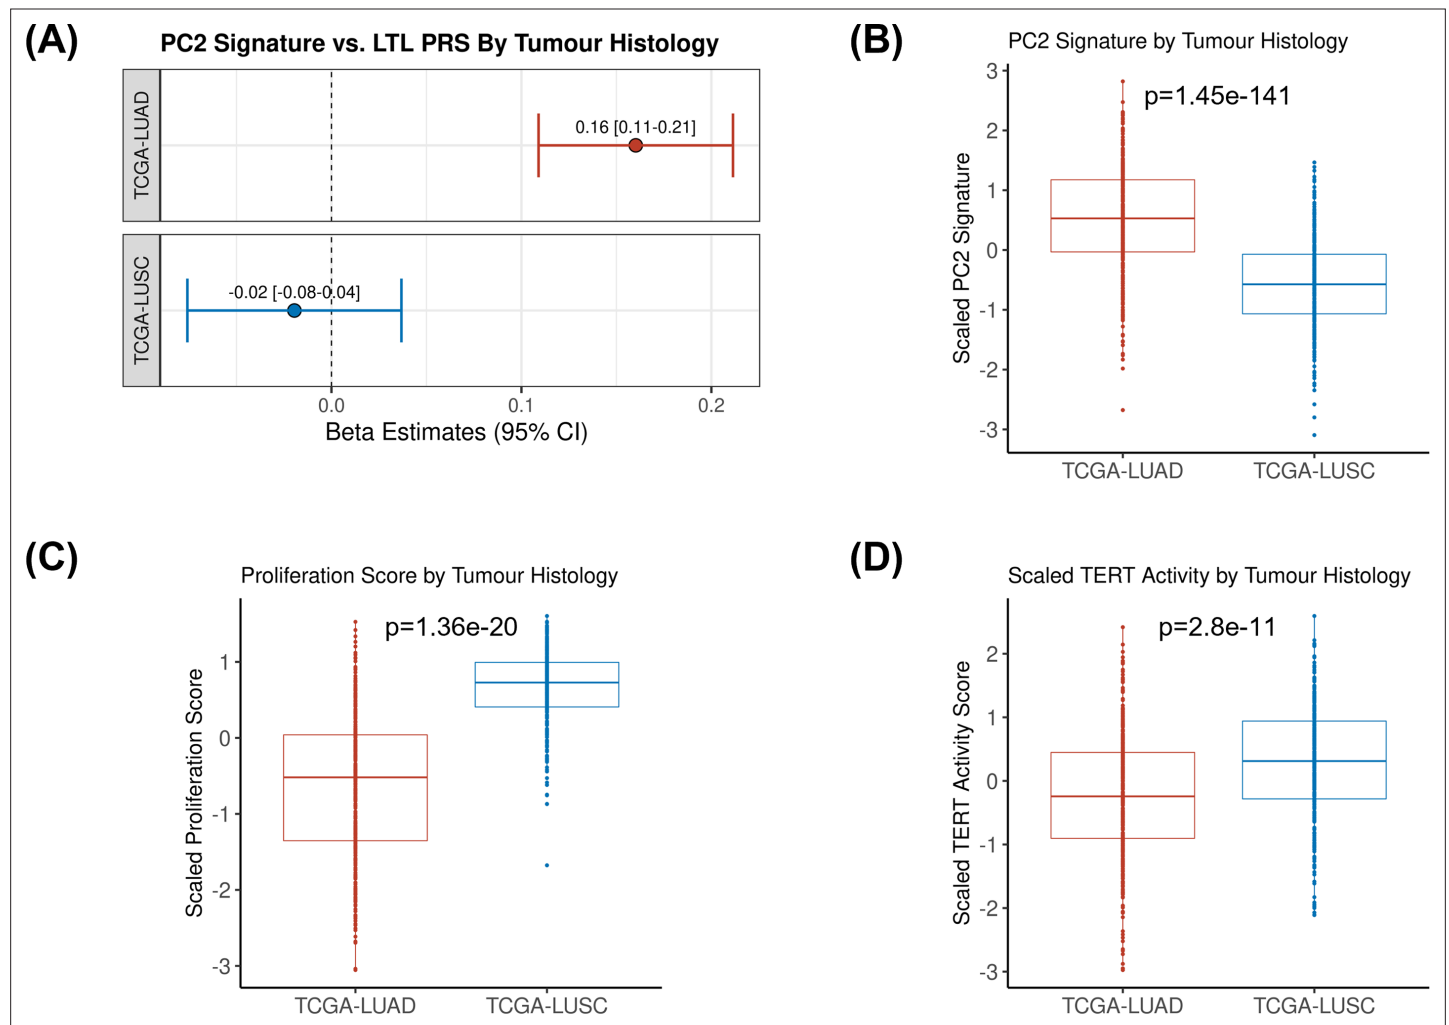 (A)
PC2 Signature vs. LTL PRS By Tumour Histology
TCGA-LUAD
0.16 [0.11-0.21]
TCGA-LUSC
-0.02 [-0.08-0.04]
0.0
0.1
0.2
Beta Estimates (95% CI)
(B)
PC2 Signature by Tumour Histology
p=1.45e-141
Scaled PC2 Signature
3
2
1
0
-1
-2
-3
TCGA-LUAD
TCGA-LUSC
(C)
Proliferation Score by Tumour Histology
p=1.36e-20
Scaled Proliferation Score
1
0
-1
-2
-3
TCGA-LUAD
TCGA-LUSC
(D)
Scaled TERT Activity by Tumour Histology
p=2.8e-11
Scaled TERT Activity Score
2
1
0
-1
-2
-3
TCGA-LUAD
TCGA-LUSC